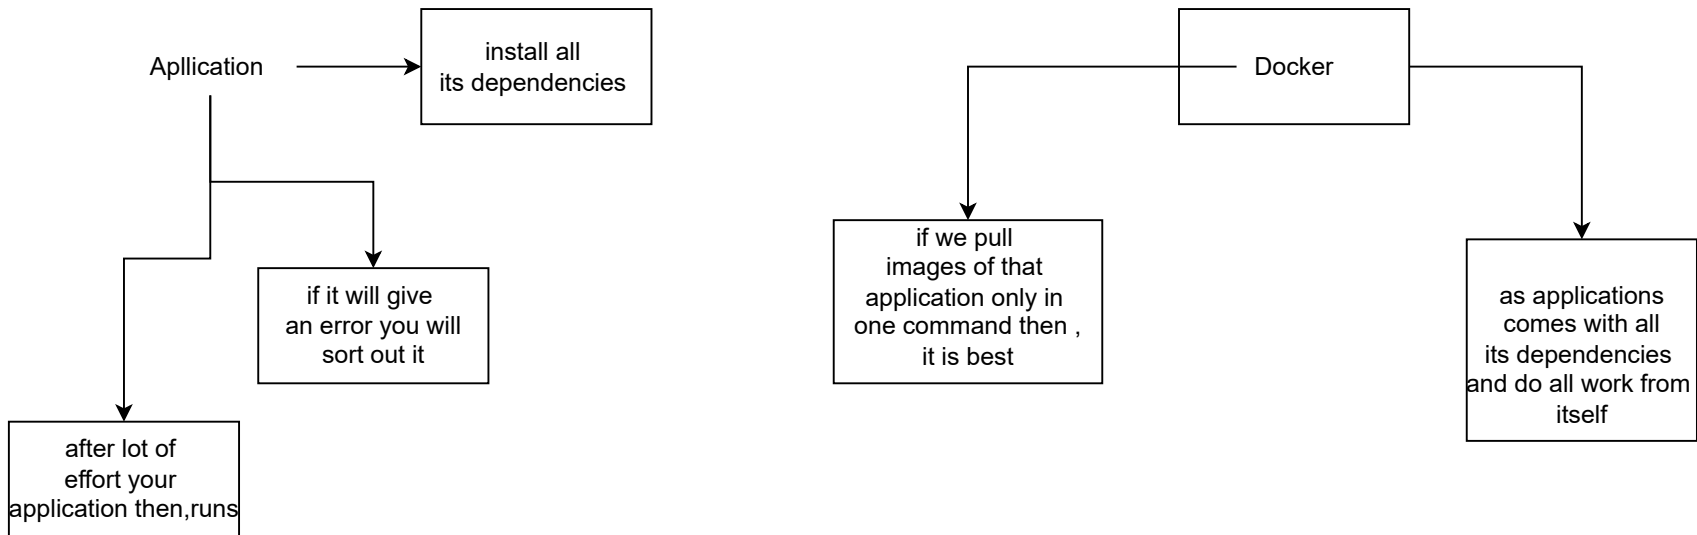 Apllication
install all
its dependencies
if it will give
an error you will
sort out it
after lot of
effort your
application then,runs
Docker
if we pull
images of that
application only in
one command then ,
it is best
as applications
comes with all
its dependencies
and do all work from
itself